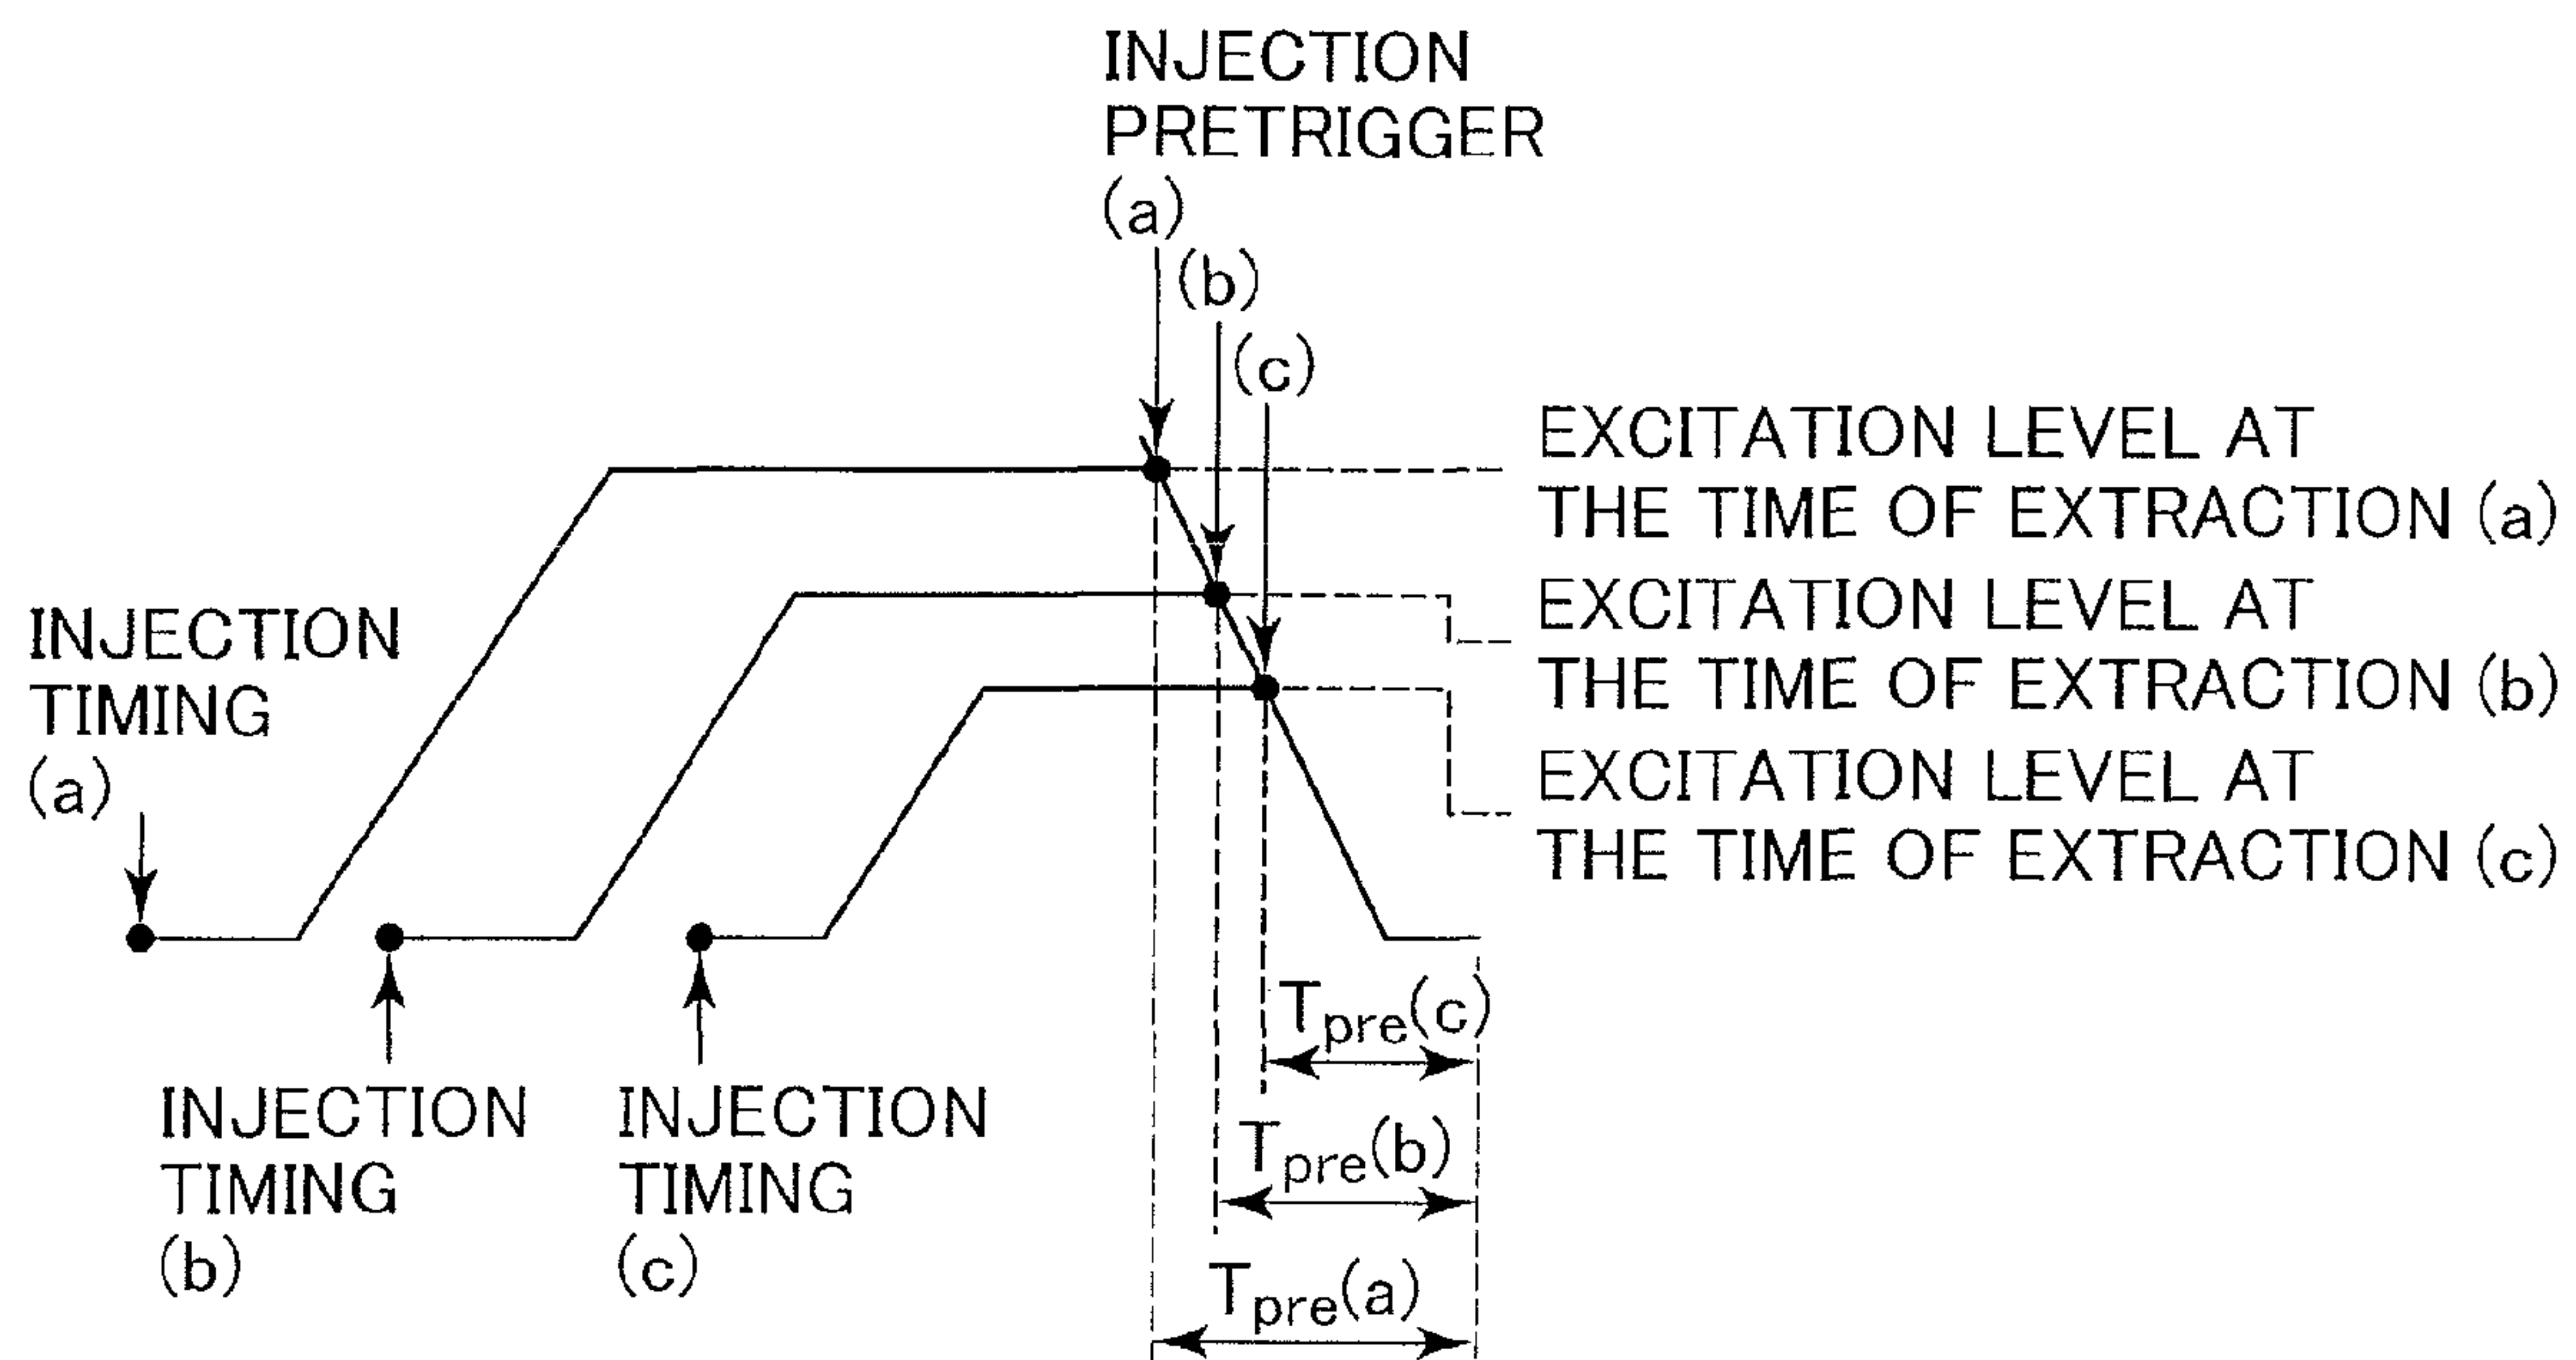 INJECTION
PRETRIGGER
(a)
(b)
(c)
EXCITATION LEVEL AT
THE TIME OF EXTRACTION (a)
EXCITATION LEVEL AT
THE TIME OF EXTRACTION (b)
EXCITATION LEVEL AT
THE TIME OF EXTRACTION (c)
INJECTION
TIMING
(a)
INJECTION
TIMING
(b)
INJECTION
TIMING
(c)
Tpre(c)
Tpre(b)
Tpre(a)